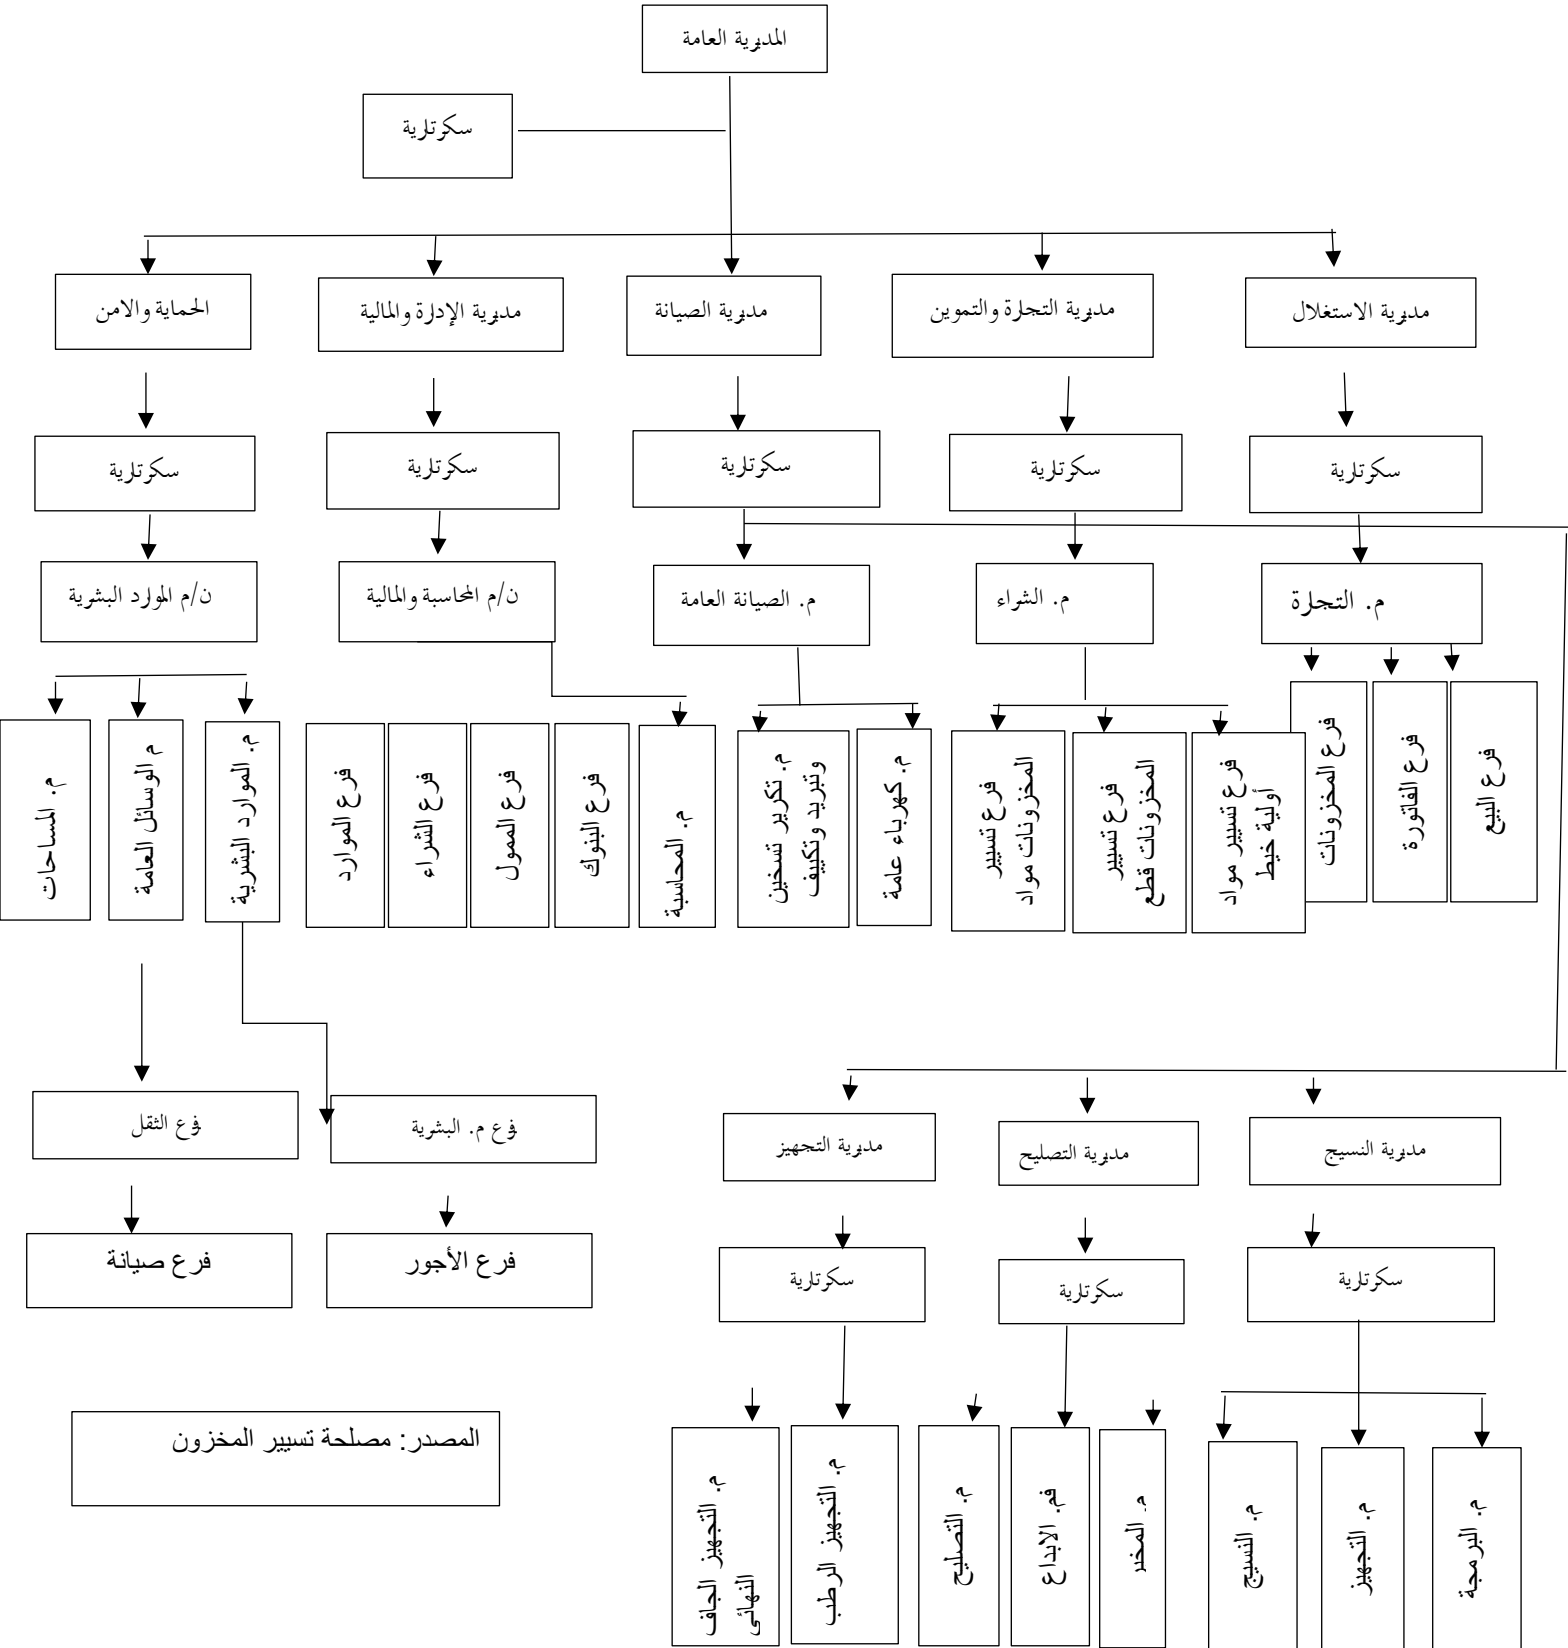 المديرية العامة
سكرتارية
مديرية الاستغلال
مديرية التجارة والتموين
مديرية الصيانة
مديرية الإدارة والمالية
الحماية والامن
سكرتارية
سكرتارية
سكرتارية
سكرتارية
سكرتارية
م. التجارة
م. الشراء
م. الصيانة العامة
ن/م المحاسبة والمالية
ن/م الموارد البشرية
فرع البيع
فرع الفاتورة
فرع المخزونات
فرع تسيير مواد
أولية خيط
فرع تسيير
المخزونات قطع
فرع تسيير
المخزونات مواد
م. كهرباء عامة
م. تكرير تسخين
وتبريد وتكييف
م. المحاسبة
فرع البنوك
فرع الممول
فرع الشراء
فرع الموارد
م. الموارد البشرية
م الوسائل العامة
م. المساحات
مديرية النسيج
مديرية التصليح
مديرية التجهيز
فرع م. البشرية
فرع الثقل
سكرتارية
سكرتارية
سكرتارية
فرع الأجور
فرع صيانة
م. البرمجة
م. التجهيز
م. النسيج
م. المخبر
فم. الابداع
م. التصليح
م. التجهيز الرطب
م. التجهيز الجاف
النهائي
المصدر: مصلحة تسيير المخزون